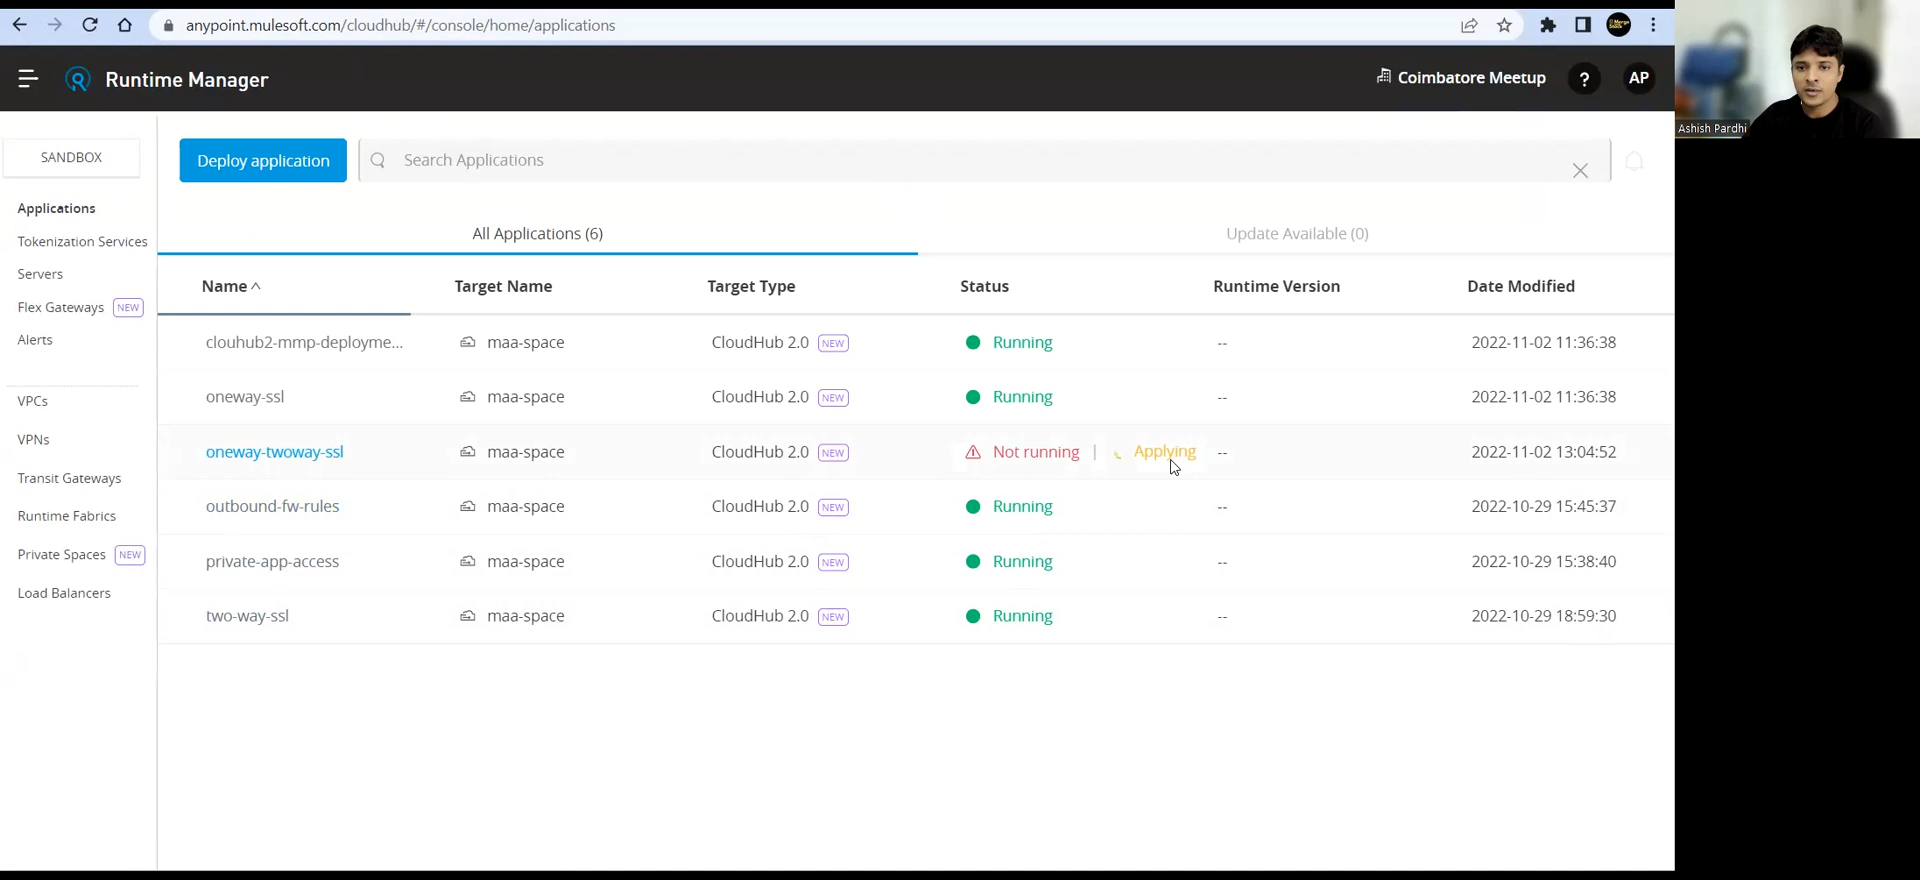 anypoint.mulesoft.com/cloudhub/#/console/home/applications
Runtime Manager
Coimbatore Meetup
?
AP
Ashish Pardhi
SANDBOX
Applications
Tokenization Services
Servers
Flex Gateways NEW
Alerts
VPCs
VPNs
Transit Gateways
Runtime Fabrics
Private Spaces NEW
Load Balancers
Deploy application
Search Applications
All Applications (6)
Update Available (0)
Name Target Name Target Type Status Runtime Version Date Modified
clouhub2-mmp-deployme... maa-space CloudHub 2.0 NEW Running -- 2022-11-02 11:36:38
oneway-ssl maa-space CloudHub 2.0 NEW Running -- 2022-11-02 11:36:38
oneway-twoway-ssl maa-space CloudHub 2.0 NEW Not running | Applying -- 2022-11-02 13:04:52
outbound-fw-rules maa-space CloudHub 2.0 NEW Running -- 2022-10-29 15:45:37
private-app-access maa-space CloudHub 2.0 NEW Running -- 2022-10-29 15:38:40
two-way-ssl maa-space CloudHub 2.0 NEW Running -- 2022-10-29 18:59:30